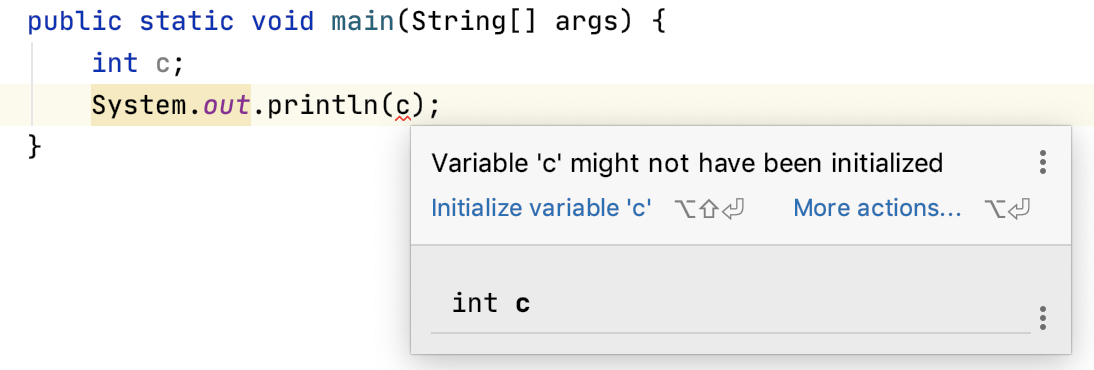 public static void main(String[] args) {
int c;
System.out.println(c);
}
Variable 'c' might not have been initialized
Initialize variable 'c' ⌥⇧⏎ More actions... ⌥⏎
int c